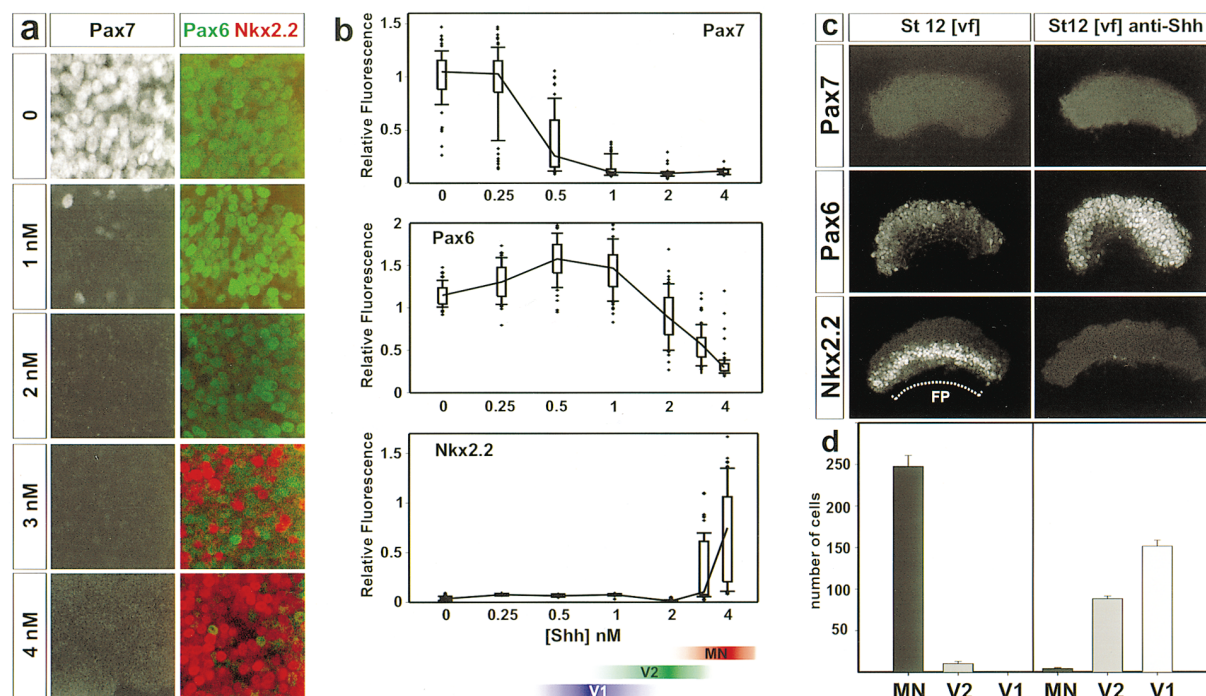 a
Pax7
Pax6 Nkx2.2
0
1 nM
2 nM
3 nM
4 nM
b
Pax7
Relative Fluorescence
1.5
1
0.5
0
0 0.25 0.5 1 2 4
Pax6
Relative Fluorescence
2
1.5
1
0.5
0
0 0.25 0.5 1 2 4
Nkx2.2
Relative Fluorescence
1.5
1
0.5
0
0 0.25 0.5 1 2 4
[Shh] nM
MN
V2
V1
c
St 12 [vf]
St12 [vf] anti-Shh
Pax7
Pax6
Nkx2.2
FP
d
number of cells
250
200
150
100
50
MN V2 V1 MN V2 V1